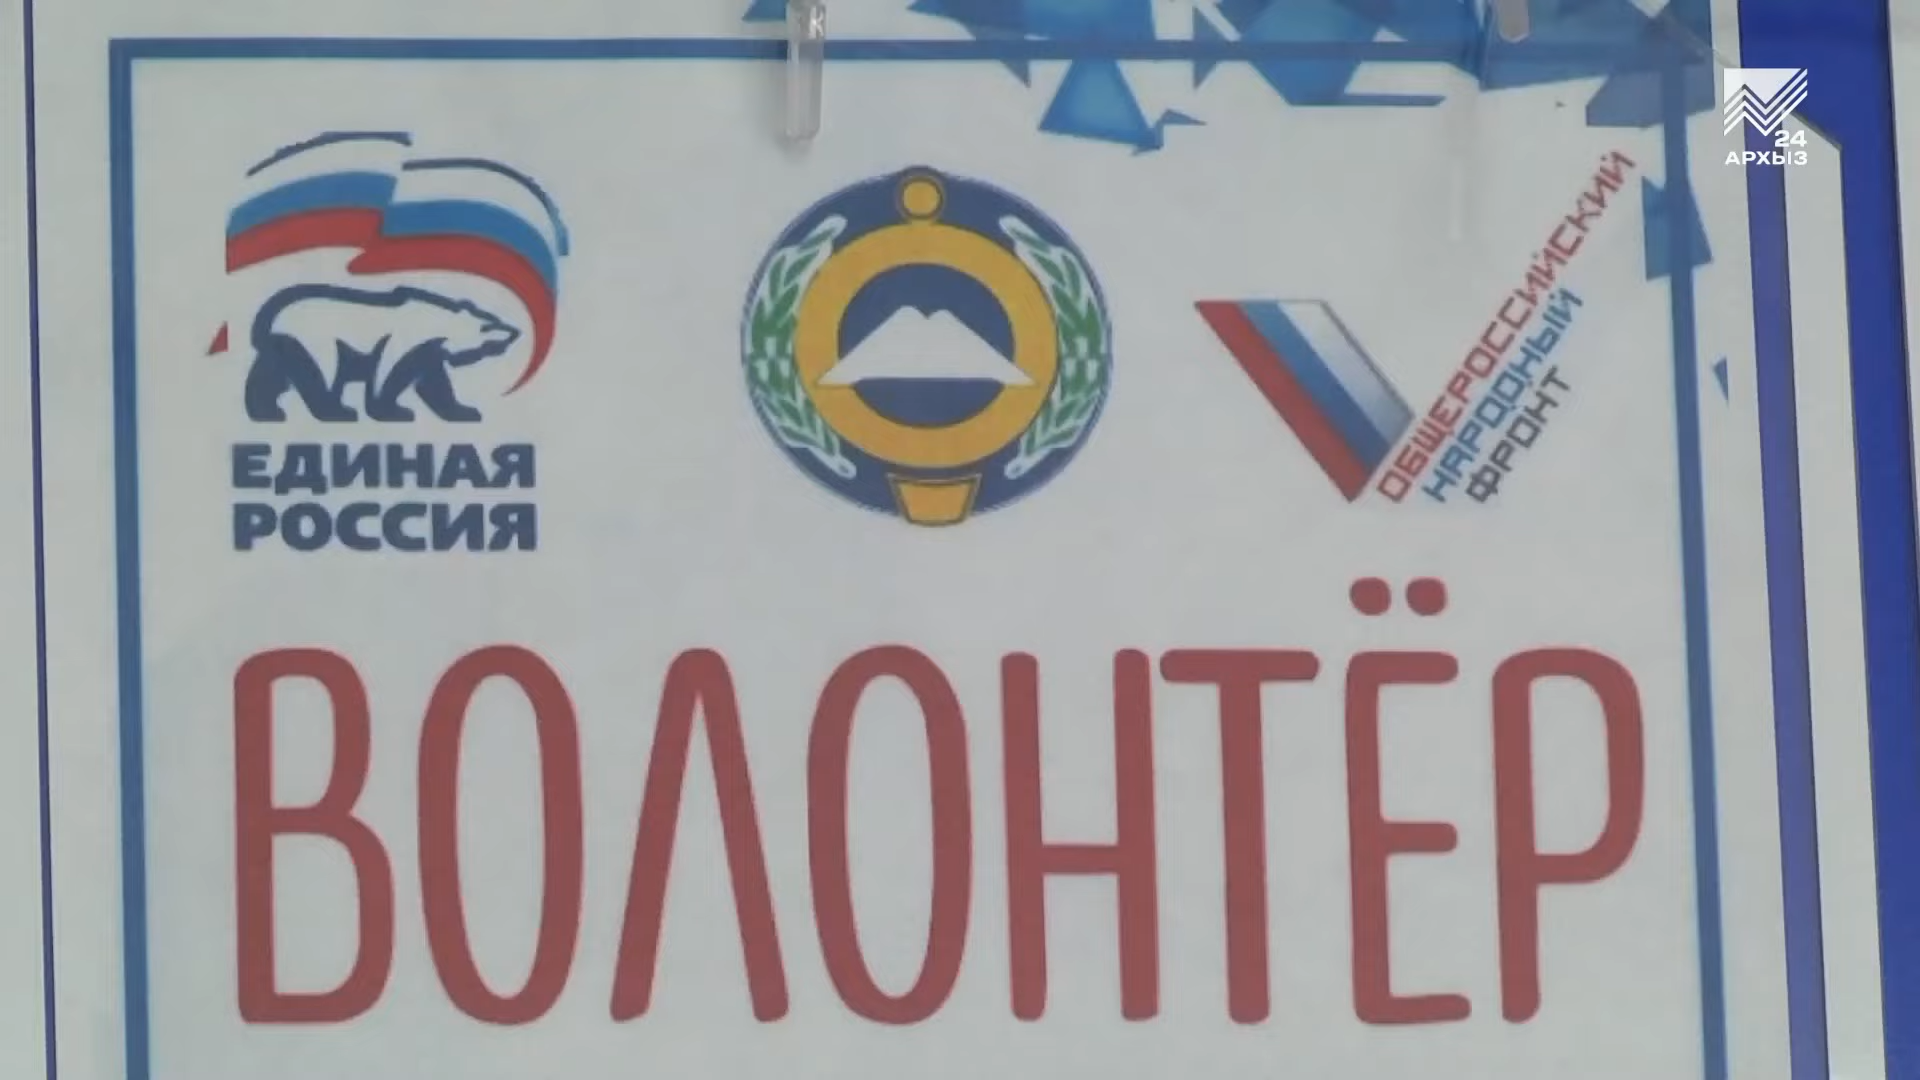 24
АРХЫЗ
ЕДИНАЯ
РОССИЯ
ОБЩЕРОССИЙСКИЙ
НАРОДНЫЙ
ФРОНТ
ВОЛОНТЁР